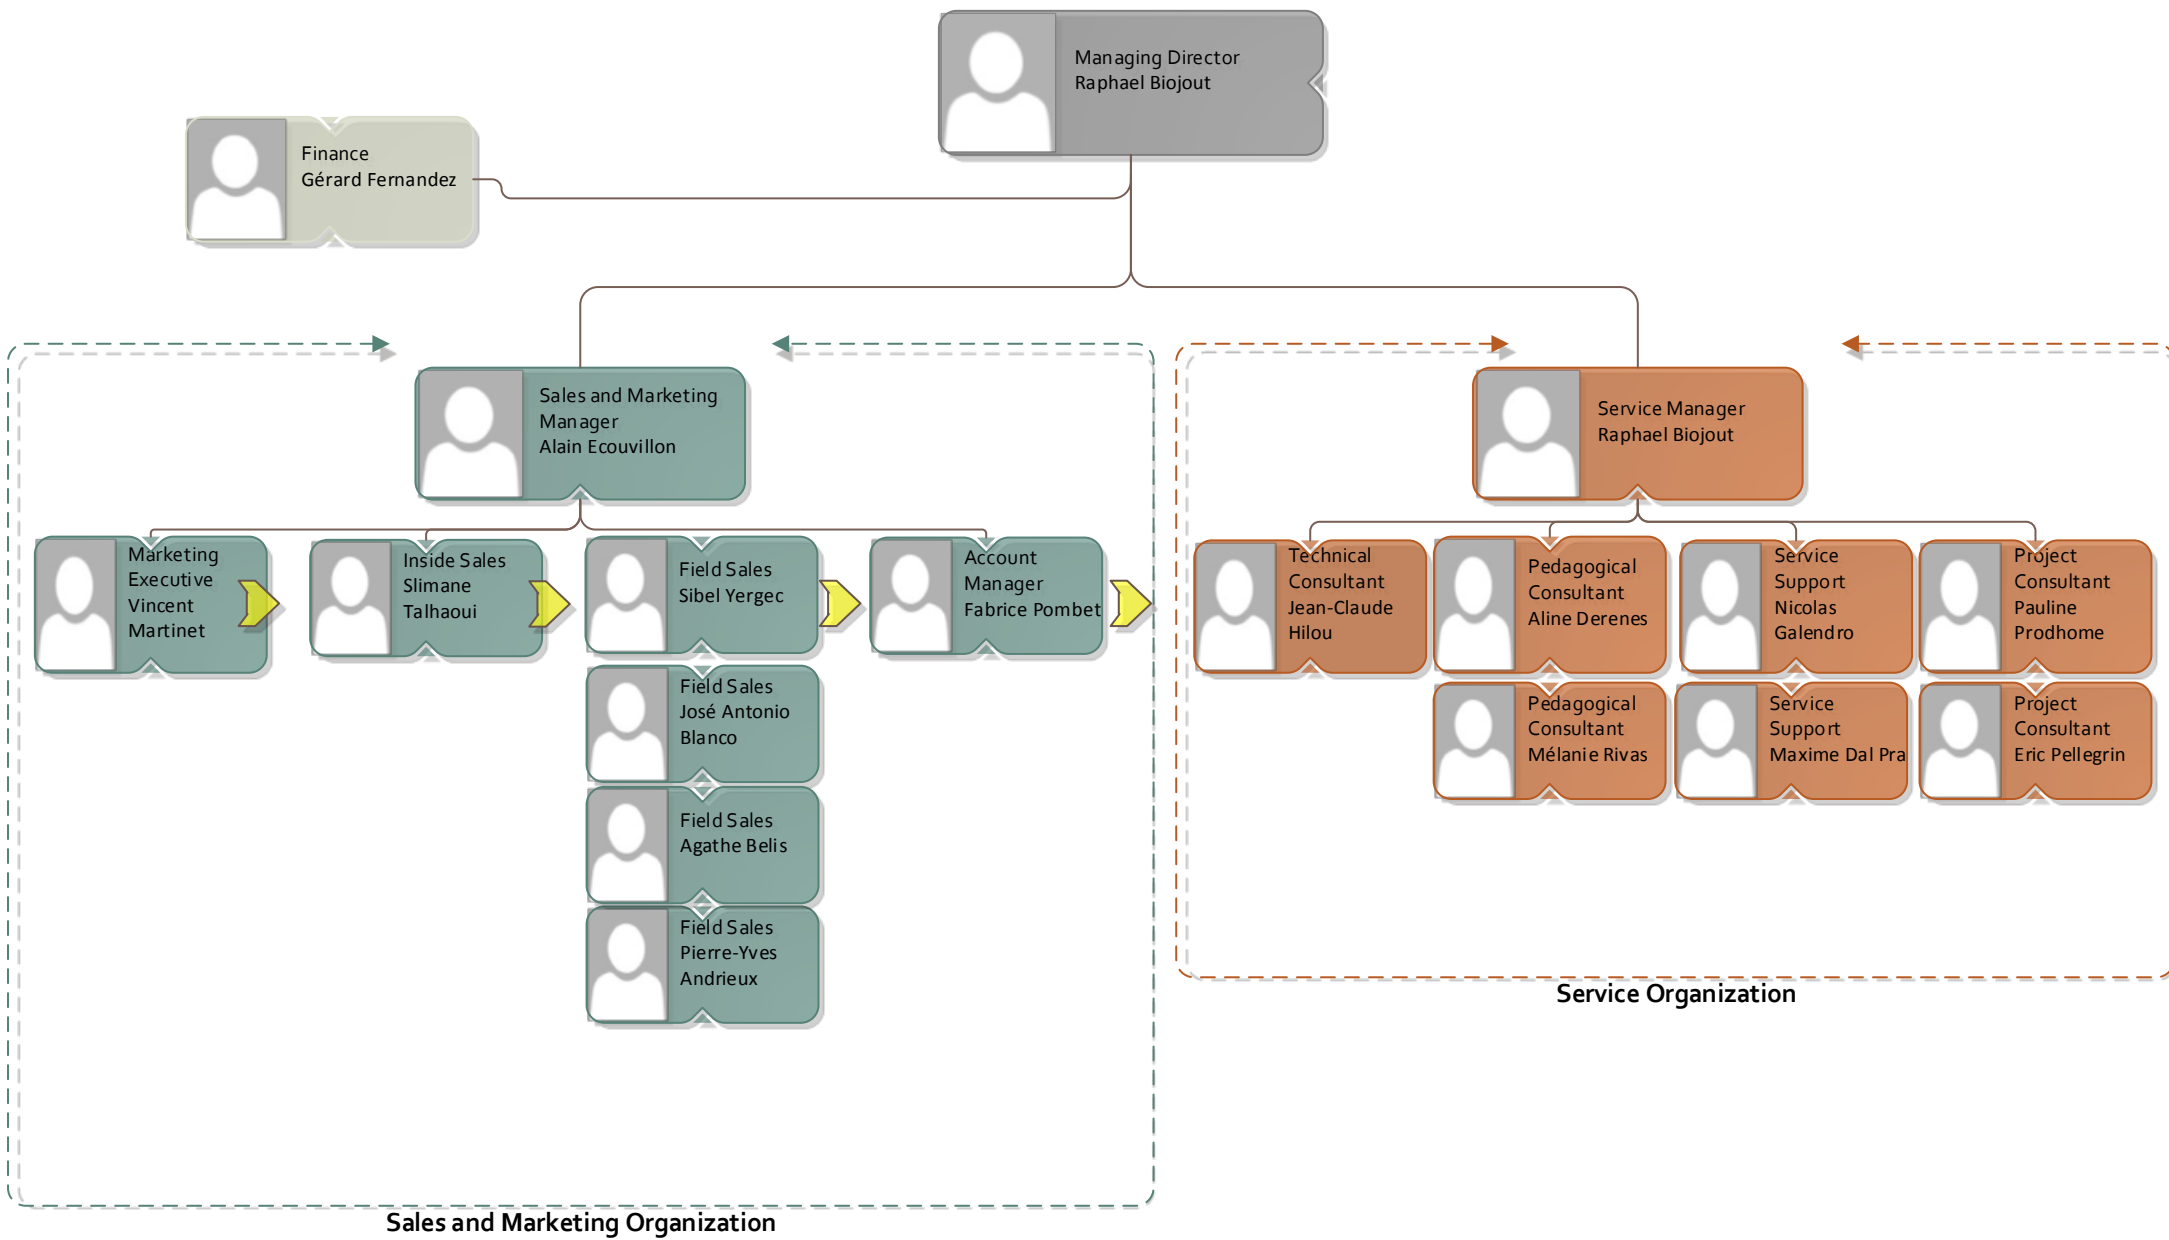 Managing Director
Raphael Biojout
Finance
Gérard Fernandez
Sales and Marketing
Manager
Alain Ecouvillon
Service Manager
Raphael Biojout
Marketing
Executive
Vincent
Martinet
Inside Sales
Slimane
Talhaoui
Field Sales
Sibel Yergec
Account
Manager
Fabrice Pombet
Field Sales
José Antonio
Blanco
Field Sales
Agathe Belis
Field Sales
Pierre-Yves
Andrieux
Technical
Consultant
Jean-Claude
Hilou
Pedagogical
Consultant
Aline Derenes
Service
Support
Nicolas
Galendro
Project
Consultant
Pauline
Prodhome
Pedagogical
Consultant
Mélanie Rivas
Service
Support
Maxime Dal Pra
Project
Consultant
Eric Pellegrin
Service Organization
Sales and Marketing Organization